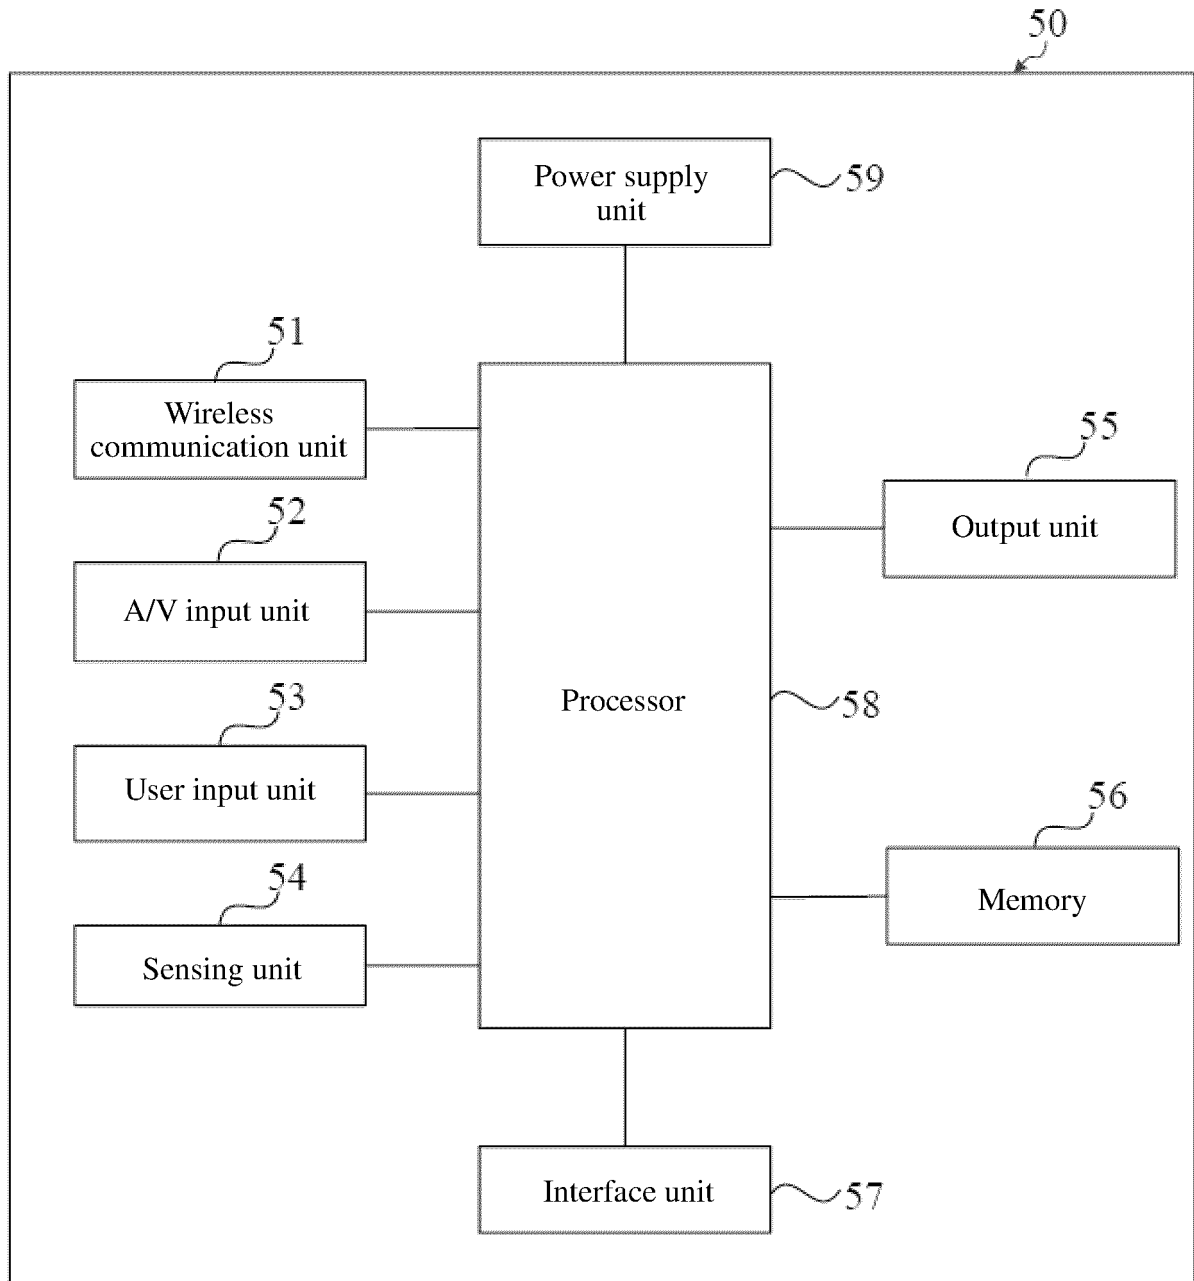 50
Power supply
unit
59
51
Wireless
communication unit
55
Output unit
52
A/V input unit
Processor
58
53
User input unit
56
Memory
54
Sensing unit
Interface unit
57